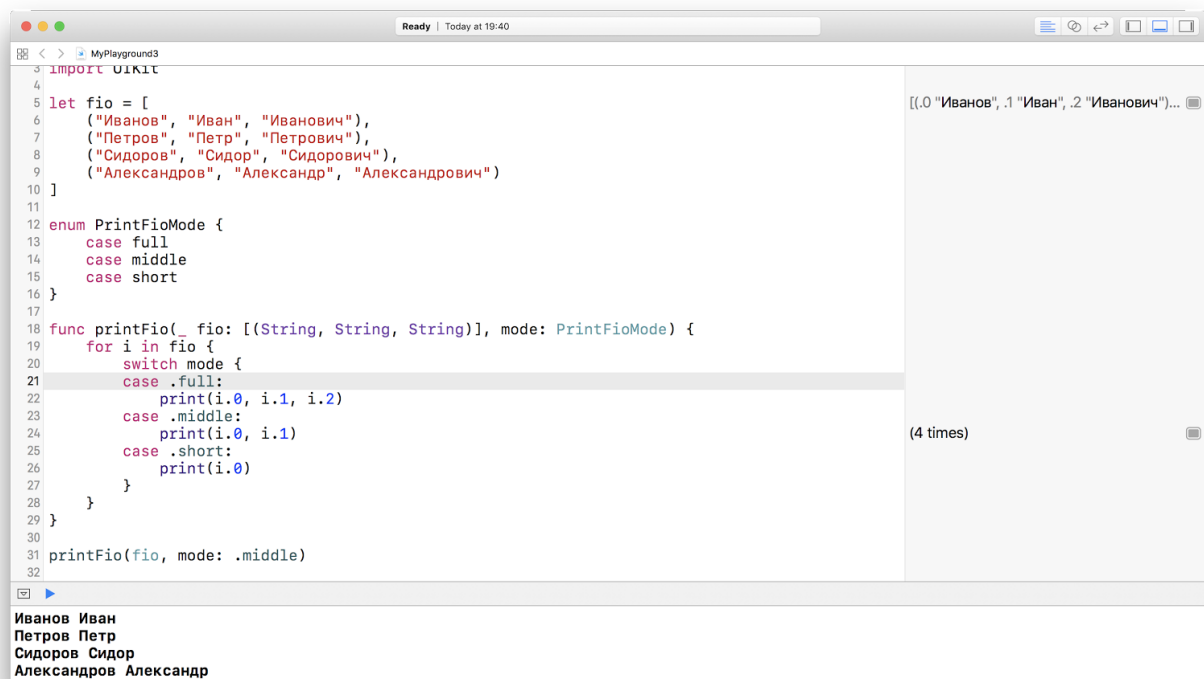 Ready | Today at 19:40
MyPlayground3
3 import UIKit
4
5 let fio = [
[(.0 "Иванов", .1 "Иван", .2 "Иванович")...
6     ("Иванов", "Иван", "Иванович"),
7     ("Петров", "Петр", "Петрович"),
8     ("Сидоров", "Сидор", "Сидорович"),
9     ("Александров", "Александр", "Александрович")
10 ]
11
12 enum PrintFioMode {
13     case full
14     case middle
15     case short
16 }
17
18 func printFio(_ fio: [(String, String, String)], mode: PrintFioMode) {
19     for i in fio {
20         switch mode {
21         case .full:
22             print(i.0, i.1, i.2)
23         case .middle:
24             print(i.0, i.1)
(4 times)
25         case .short:
26             print(i.0)
27         }
28     }
29 }
30
31 printFio(fio, mode: .middle)
32
Иванов Иван
Петров Петр
Сидоров Сидор
Александров Александр